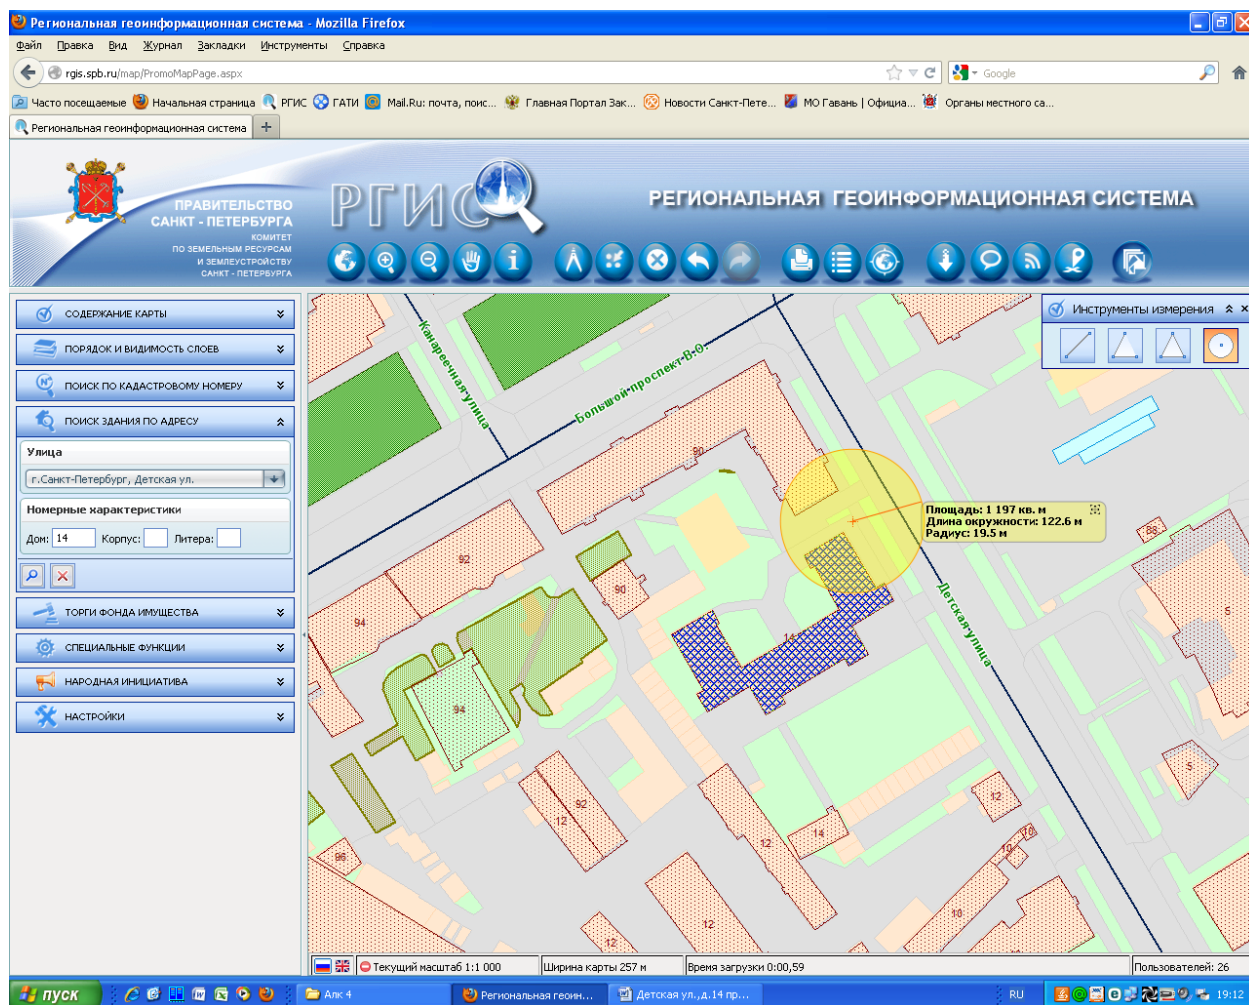 Региональная геоинформационная система - Mozilla Firefox
Файл Правка Вид Журнал Закладки Инструменты Справка
rgis.spb.ru/map/PromoMapPage.aspx
Google
Часто посещаемые Начальная страница РГИС ГАТИ Mail.Ru: почта, поис... Главная Портал Зак... Новости Санкт-Пете... МО Гавань | Официа... Органы местного са...
Региональная геоинформационная система
ПРАВИТЕЛЬСТВО
САНКТ - ПЕТЕРБУРГА
КОМИТЕТ
ПО ЗЕМЕЛЬНЫМ РЕСУРСАМ
И ЗЕМЛЕУСТРОЙСТВУ
САНКТ - ПЕТЕРБУРГА
РГИС
РЕГИОНАЛЬНАЯ ГЕОИНФОРМАЦИОННАЯ СИСТЕМА
СОДЕРЖАНИЕ КАРТЫ
ПОРЯДОК И ВИДИМОСТЬ СЛОЕВ
ПОИСК ПО КАДАСТРОВОМУ НОМЕРУ
ПОИСК ЗДАНИЯ ПО АДРЕСУ
Улица
г.Санкт-Петербург, Детская ул.
Номерные характеристики
Дом: 14 Корпус: Литера:
ТОРГИ ФОНДА ИМУЩЕСТВА
СПЕЦИАЛЬНЫЕ ФУНКЦИИ
НАРОДНАЯ ИНИЦИАТИВА
НАСТРОЙКИ
Инструменты измерения
Канареечная улица
Большой проспект В.О.
90
Площадь: 1 197 кв. м
Длина окружности: 122.6 м
Радиус: 19.5 м
88
92
90
94
Детская улица
5
14
94
5
12
92
12
14
12
10
10
96
12
10
12
Текущий масштаб 1:1 000 Ширина карты 257 м Время загрузки 0:00,59 Пользователей: 26
пуск Апк 4 Региональная геоин... Детская ул.,д.14 пр... RU 19:12